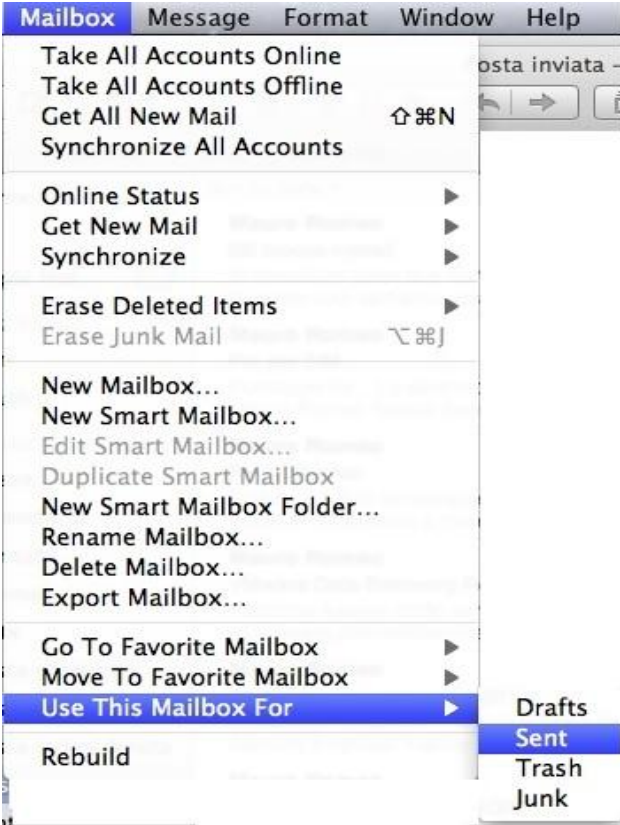 Mailbox Message Format Window Help
Take All Accounts Online
osta inviata –
Take All Accounts Offline
Get All New Mail ⇧⌘N
Synchronize All Accounts
Online Status ▶
Get New Mail ▶
Synchronize ▶
Erase Deleted Items ▶
Erase Junk Mail ⌥⌘J
New Mailbox...
New Smart Mailbox...
Edit Smart Mailbox...
Duplicate Smart Mailbox
New Smart Mailbox Folder...
Rename Mailbox...
Delete Mailbox...
Export Mailbox...
Go To Favorite Mailbox ▶
Move To Favorite Mailbox ▶
Use This Mailbox For ▶
Drafts
Sent
Trash
Junk
Rebuild